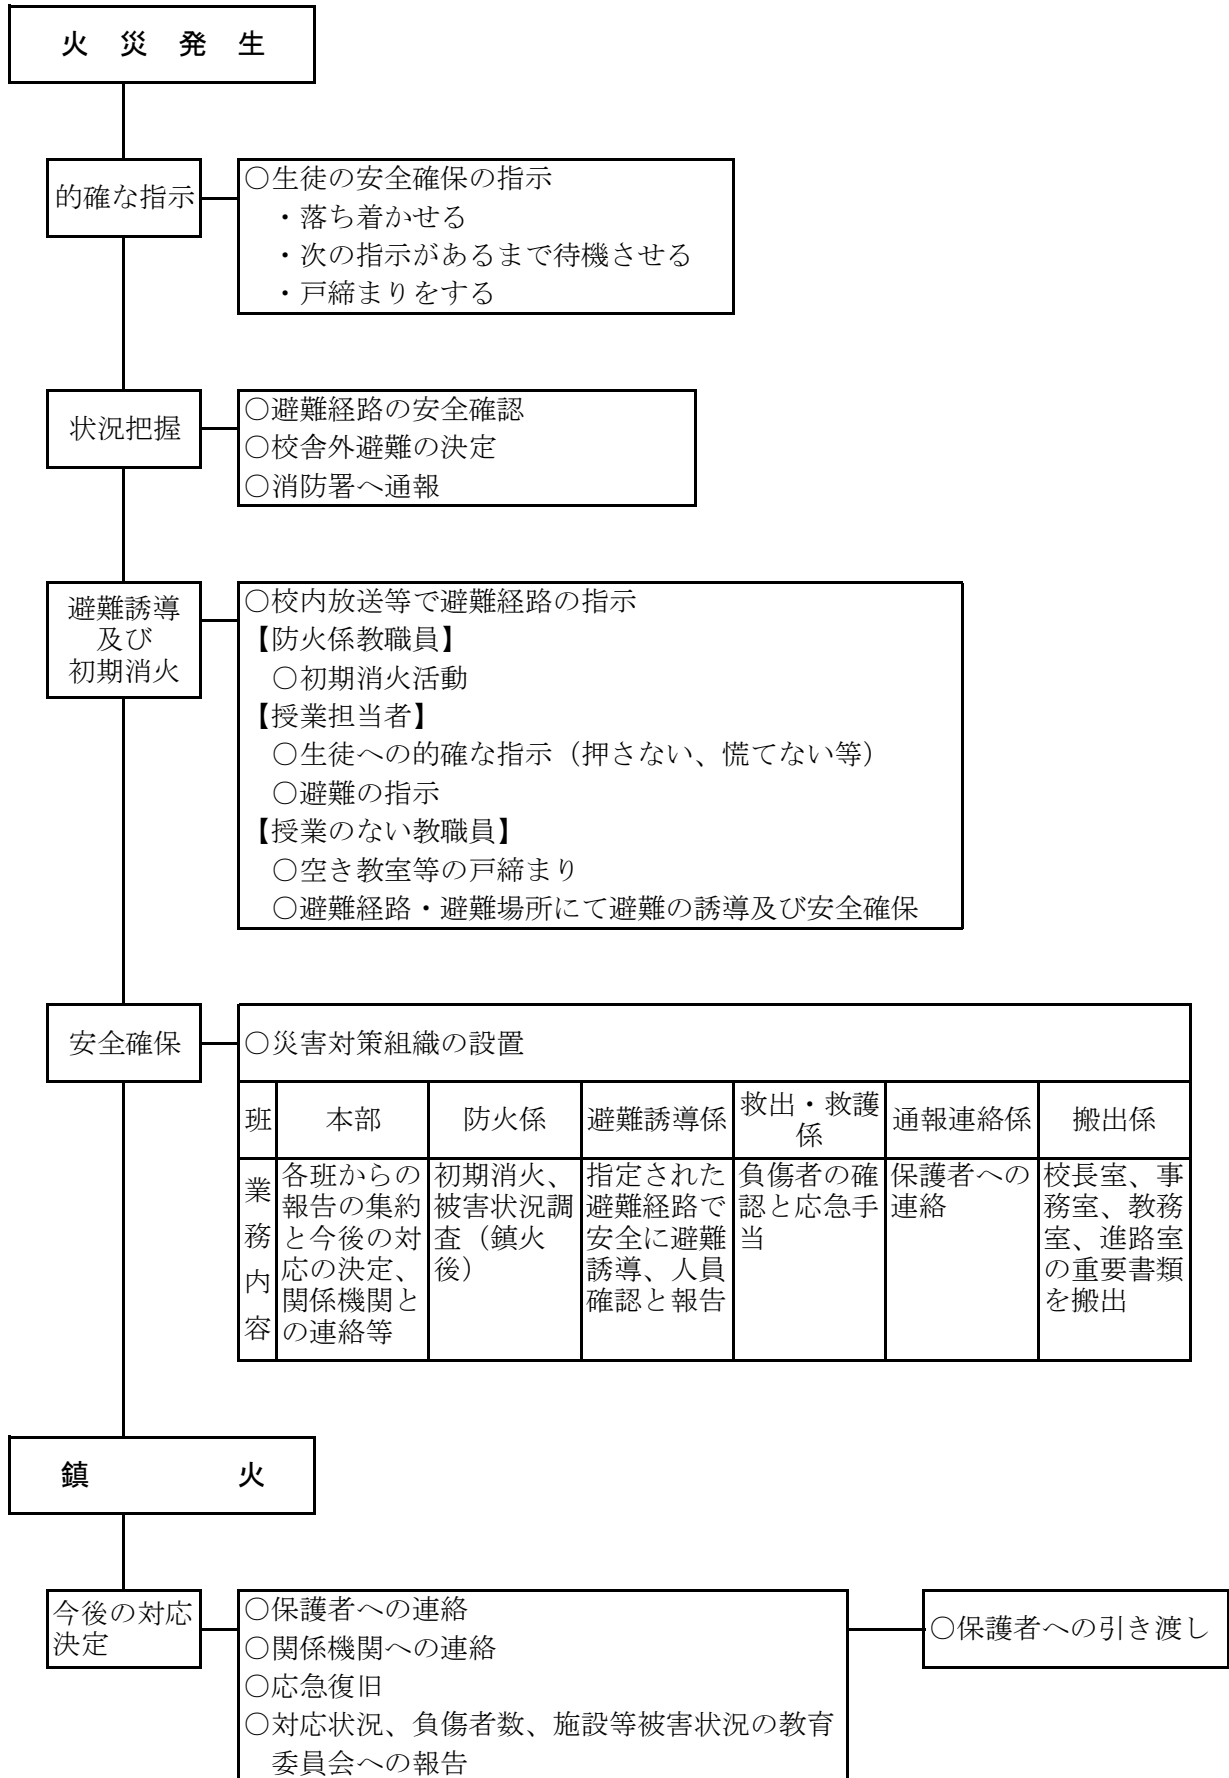 火 災 発 生
的確な指示
○生徒の安全確保の指示
・落ち着かせる
・次の指示があるまで待機させる
・戸締まりをする
状況把握
○避難経路の安全確認
○校舎外避難の決定
○消防署へ通報
避難誘導
及び
初期消火
○校内放送等で避難経路の指示
【防火係教職員】
○初期消火活動
【授業担当者】
○生徒への的確な指示（押さない、慌てない等）
○避難の指示
【授業のない教職員】
○空き教室等の戸締まり
○避難経路・避難場所にて避難の誘導及び安全確保
安全確保
○災害対策組織の設置
班
本部
防火係
避難誘導係
救出・救護
係
通報連絡係
搬出係
業
務
内
容
各班からの
報告の集約
と今後の対
応の決定、
関係機関と
の連絡等
初期消火、
被害状況調
査（鎮火
後）
指定された
避難経路で
安全に避難
誘導、人員
確認と報告
負傷者の確
認と応急手
当
保護者への
連絡
校長室、事
務室、教務
室、進路室
の重要書類
を搬出
鎮 火
今後の対応
決定
○保護者への連絡
○関係機関への連絡
○応急復旧
○対応状況、負傷者数、施設等被害状況の教育
委員会への報告
○保護者への引き渡し